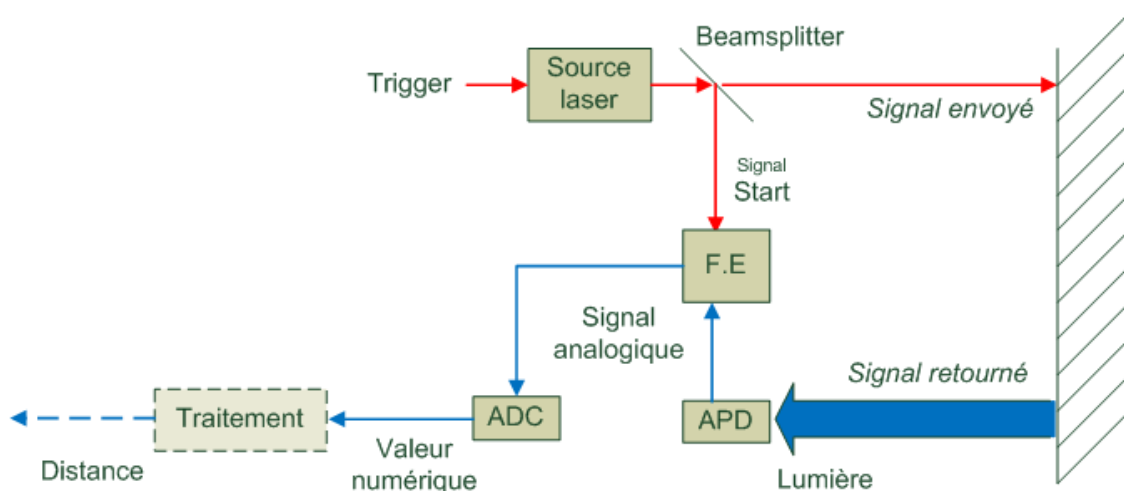 Beamsplitter
Trigger
Source
laser
Signal envoyé
Signal
Start
F.E
Signal
analogique
Signal retourné
Traitement
ADC
APD
Valeur
numérique
Distance
Lumière